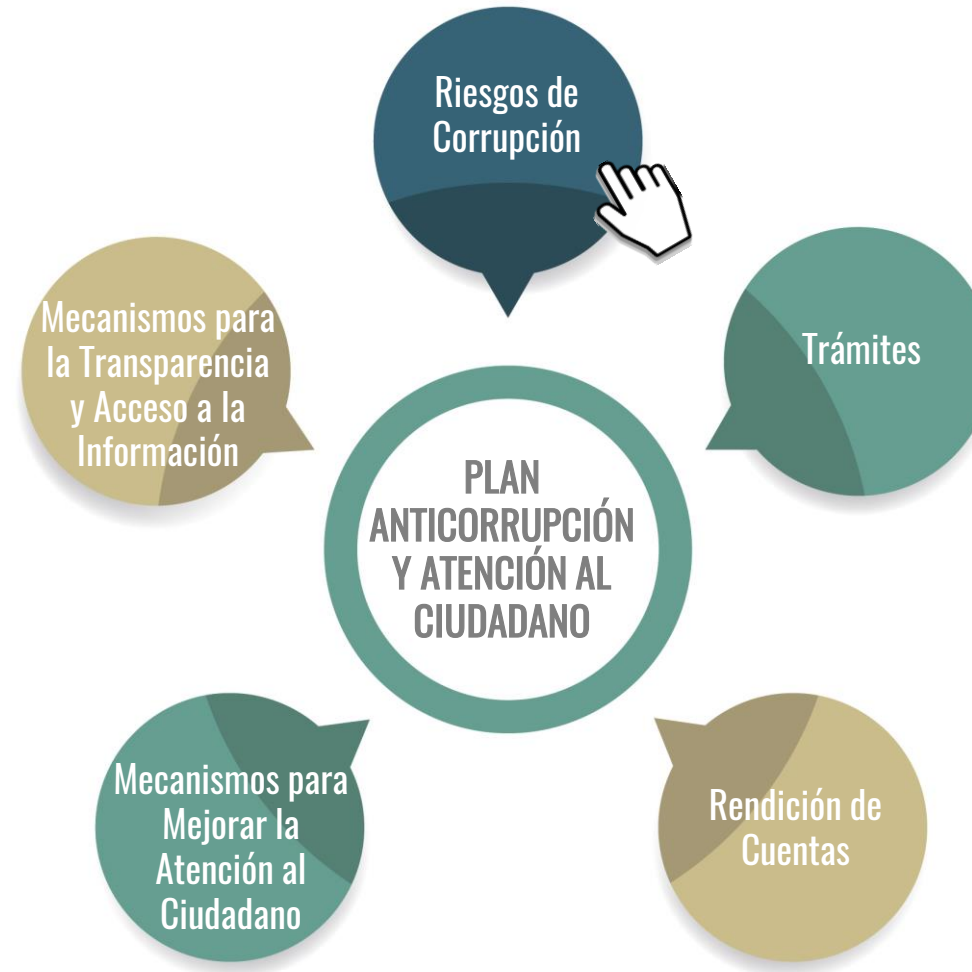 Riesgos de
Corrupción
Mecanismos para
la Transparencia
y Acceso a la
Información
Trámites
PLAN
ANTICORRUPCIÓN
Y ATENCIÓN AL
CIUDADANO
Mecanismos para
Mejorar la
Atención al
Ciudadano
Rendición de
Cuentas